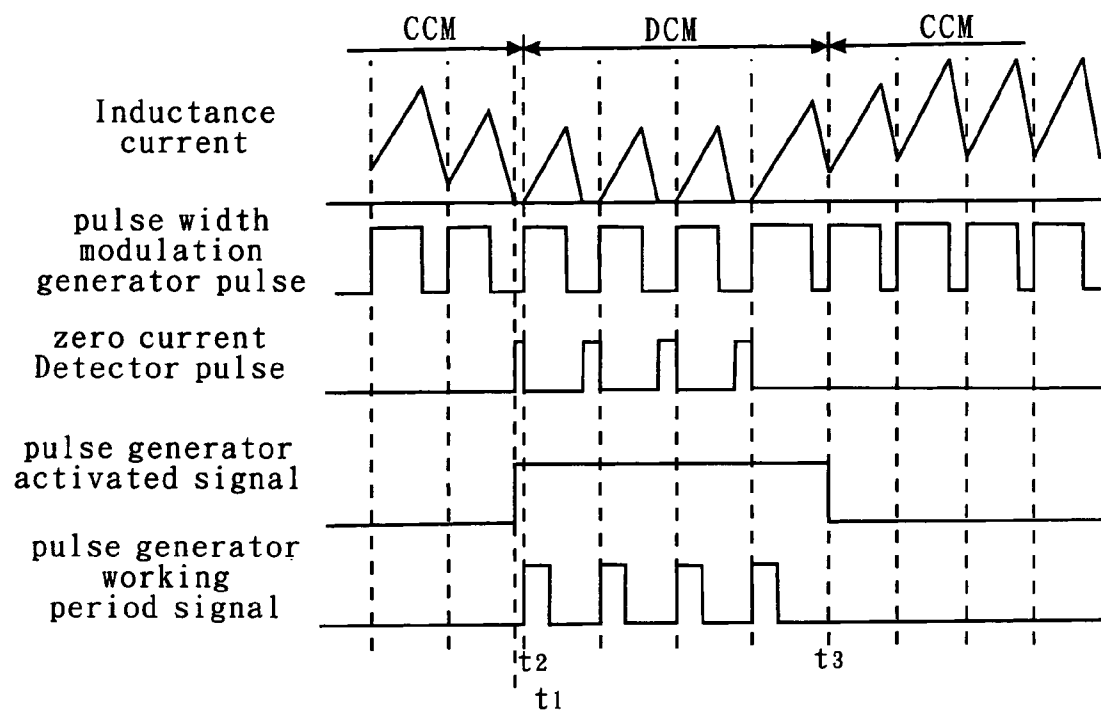 CCM
DCM
CCM
Inductance
current
pulse width
modulation
generator pulse
zero current
Detector pulse
pulse generator
activated signal
pulse generator
working
period signal
t2
t3
t1